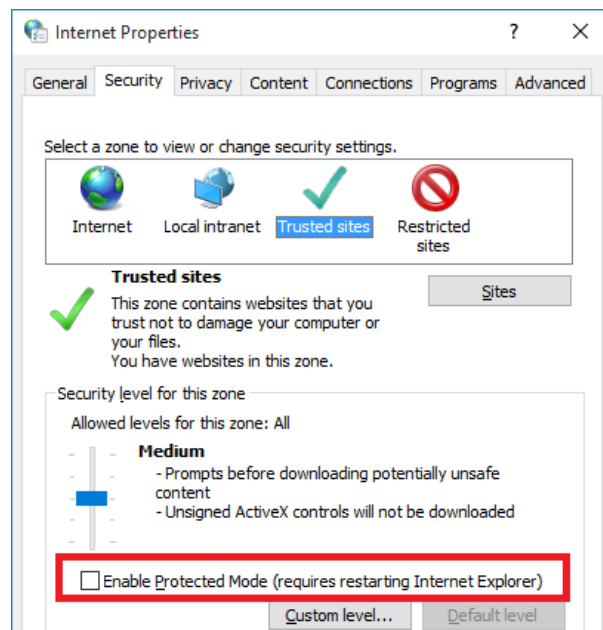 Internet Properties
?
General Security Privacy Content Connections Programs Advanced
Select a zone to view or change security settings.
Internet Local intranet Trusted sites Restricted
sites
Trusted sites
Sites
This zone contains websites that you
trust not to damage your computer or
your files.
You have websites in this zone.
Security level for this zone
Allowed levels for this zone: All
Medium
- Prompts before downloading potentially unsafe
content
- Unsigned ActiveX controls will not be downloaded
Enable Protected Mode (requires restarting Internet Explorer)
Custom level... Default level